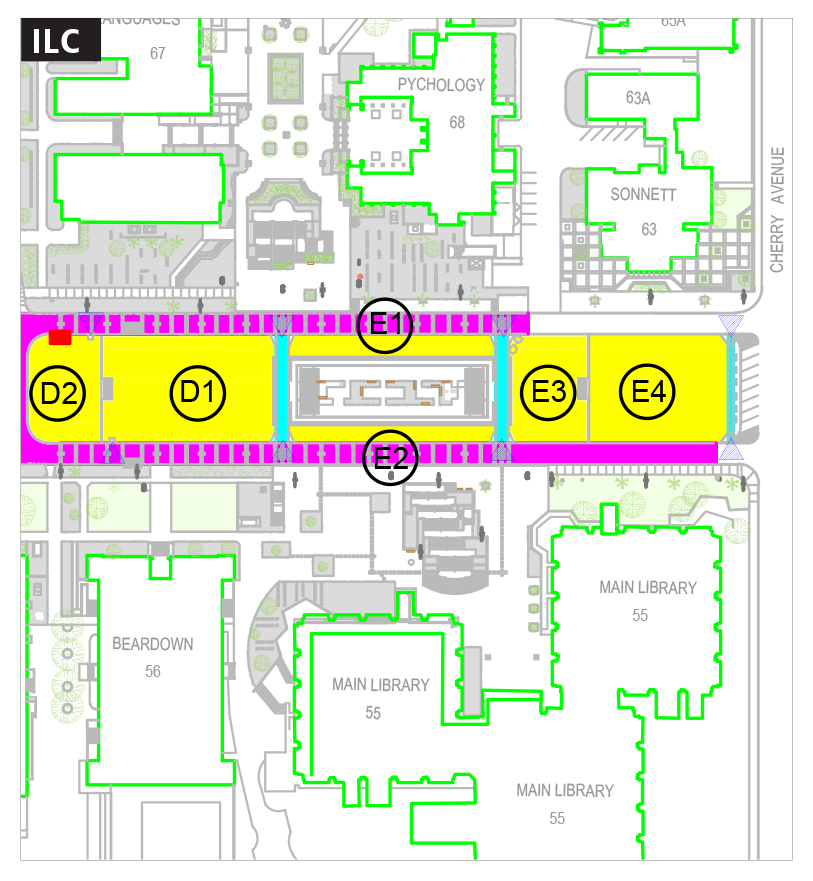 ILC
LANGUAGES
67
65A
PYCHOLOGY
68
63A
SONNETT
63
CHERRY AVENUE
E1
D2
D1
E3
E4
E2
MAIN LIBRARY
55
BEARDOWN
56
MAIN LIBRARY
55
MAIN LIBRARY
55